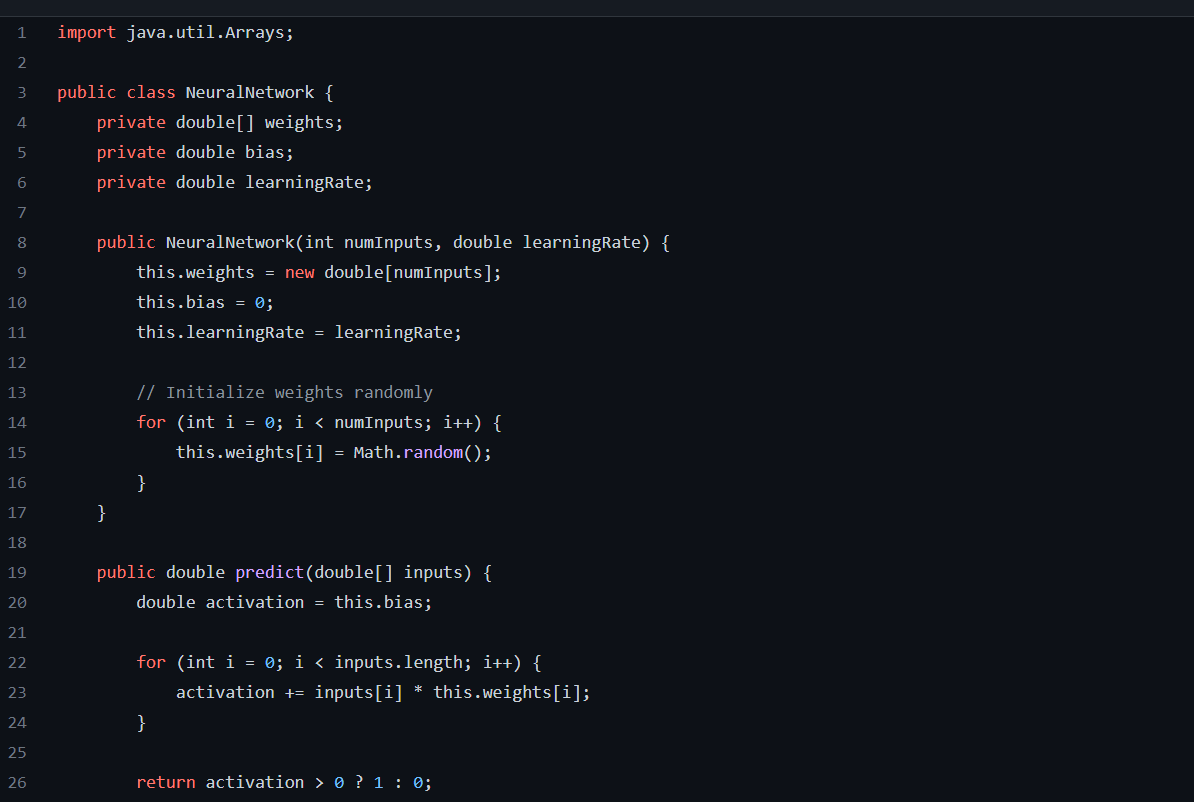 1 import java.util.Arrays;
2
3 public class NeuralNetwork {
4     private double[] weights;
5     private double bias;
6     private double learningRate;
7
8     public NeuralNetwork(int numInputs, double learningRate) {
9         this.weights = new double[numInputs];
10         this.bias = 0;
11         this.learningRate = learningRate;
12
13         // Initialize weights randomly
14         for (int i = 0; i < numInputs; i++) {
15             this.weights[i] = Math.random();
16         }
17     }
18
19     public double predict(double[] inputs) {
20         double activation = this.bias;
21
22         for (int i = 0; i < inputs.length; i++) {
23             activation += inputs[i] * this.weights[i];
24         }
25
26         return activation > 0 ? 1 : 0;